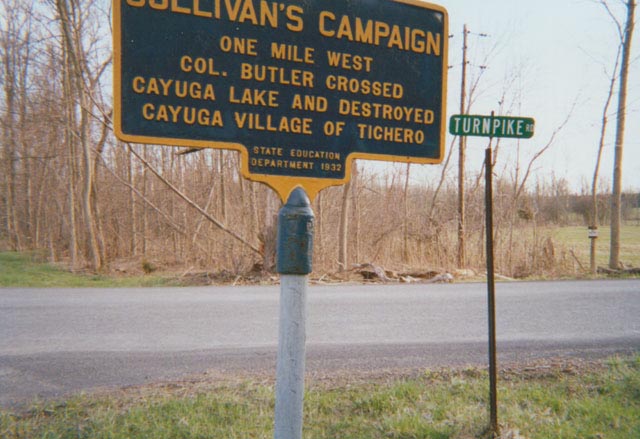 SULLIVAN'S CAMPAIGN
ONE MILE WEST
COL. BUTLER CROSSED
CAYUGA LAKE AND DESTROYED
CAYUGA VILLAGE OF TICHERO
STATE EDUCATION
DEPARTMENT 1932
TURNPIKE RD